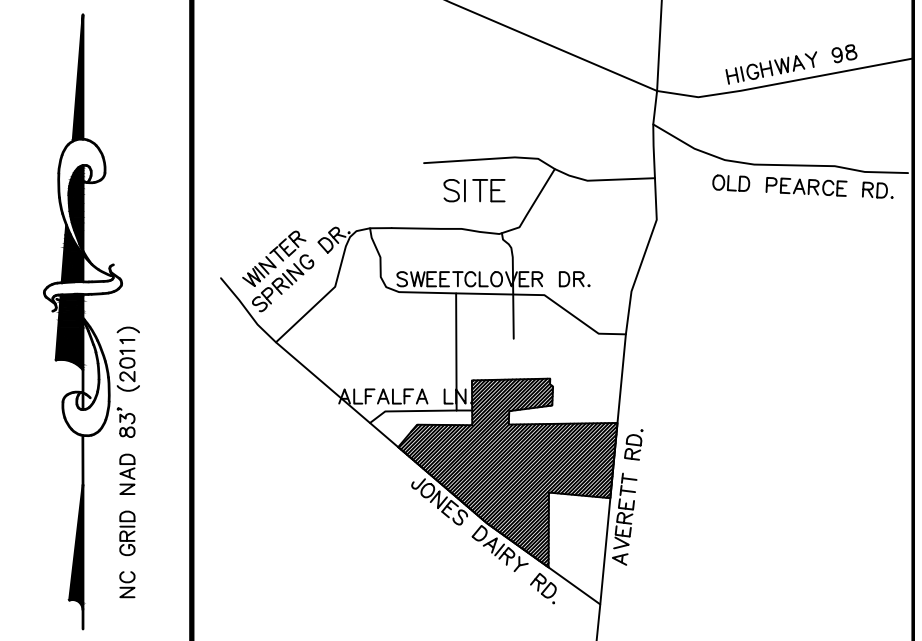 NC GRID NAD 83' (2011)
HIGHWAY 98
OLD PEARCE RD.
SITE
WINTER
SPRING DR.
SWEETCLOVER DR.
ALFALFA LN.
JONES DAIRY RD.
AVERETT RD.